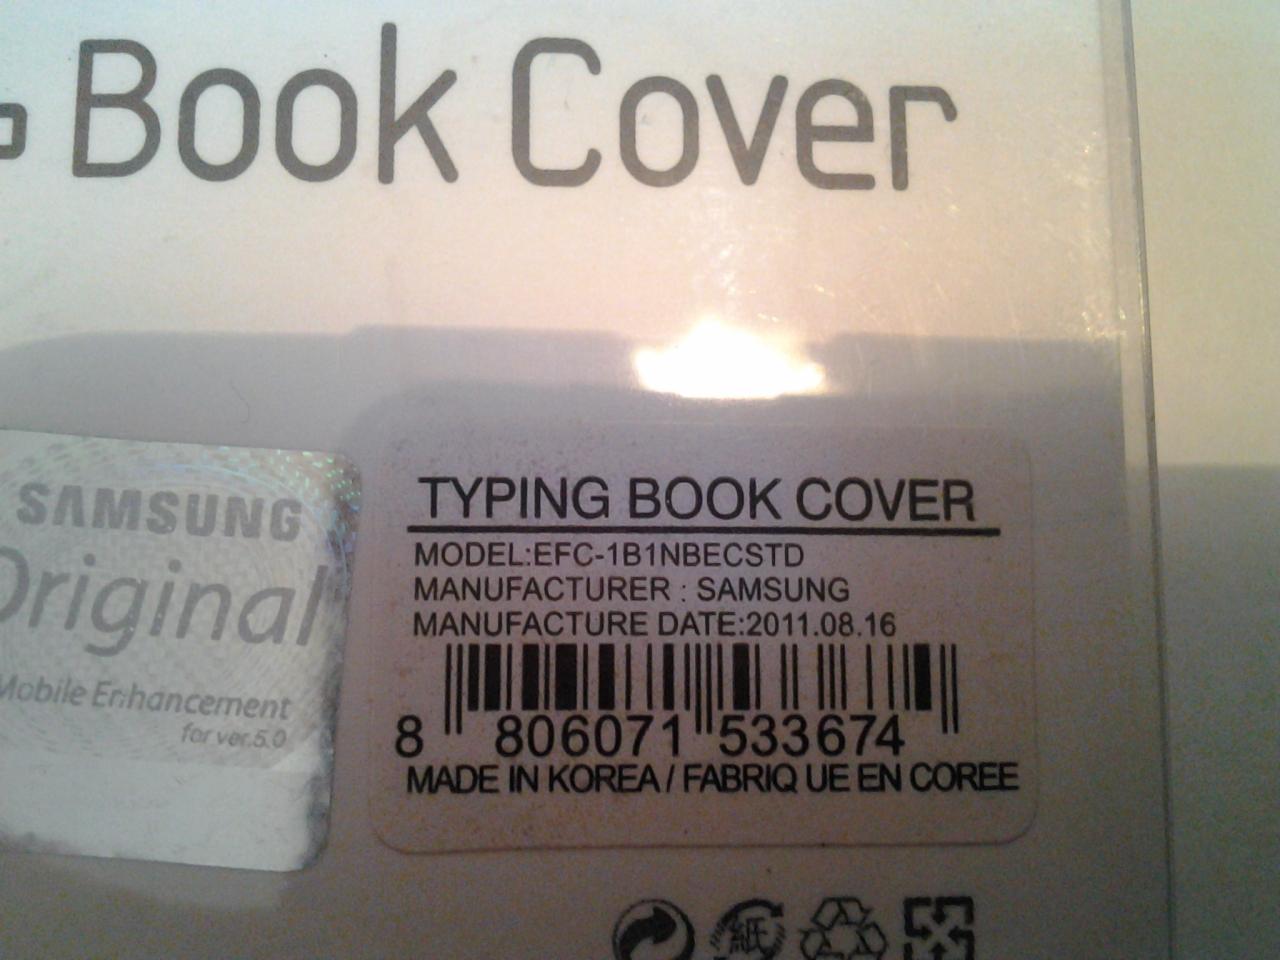 Book Cover
SAMSUNG
Original
Mobile Enhancement
for ver.5.0
TYPING BOOK COVER
MODEL:EFC-1B1NBECSTD
MANUFACTURER : SAMSUNG
MANUFACTURE DATE:2011.08.16
8 806071 533674
MADE IN KOREA / FABRIQ UE EN COREE
紙